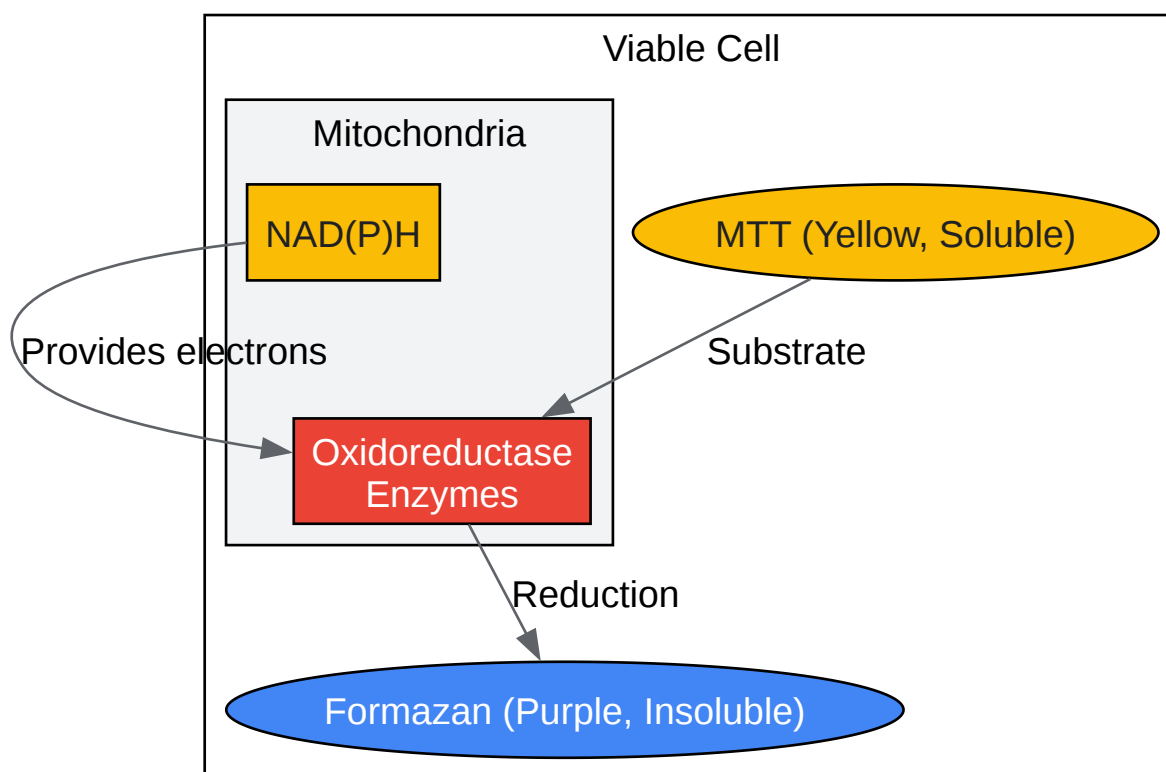 Viable Cell
Mitochondria
NAD(P)H
MTT (Yellow, Soluble)
Provides electrons
Substrate
Oxidoreductase
Enzymes
Reduction
Formazan (Purple, Insoluble)